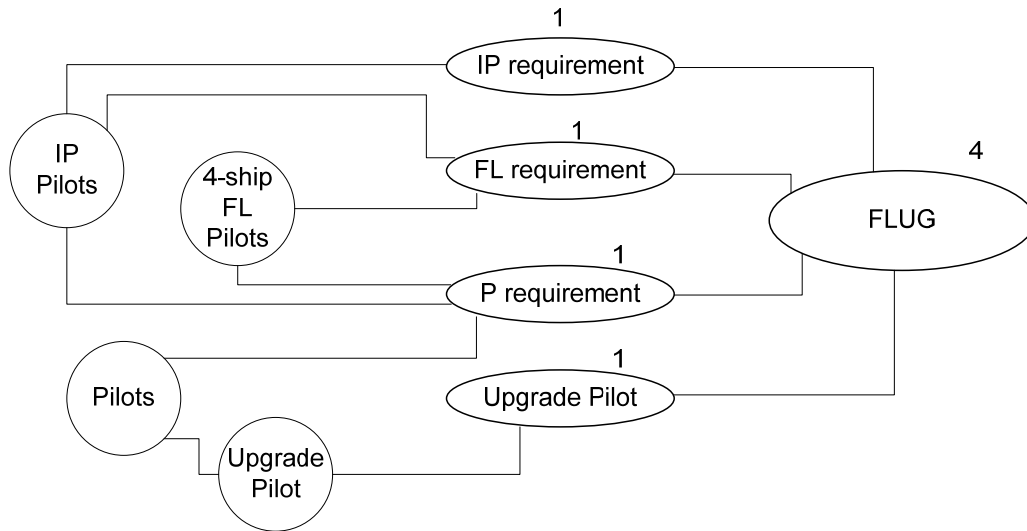 1
IP requirement
IP
Pilots
1
FL requirement
4-ship
FL
Pilots
4
FLUG
1
P requirement
Pilots
1
Upgrade Pilot
Upgrade
Pilot